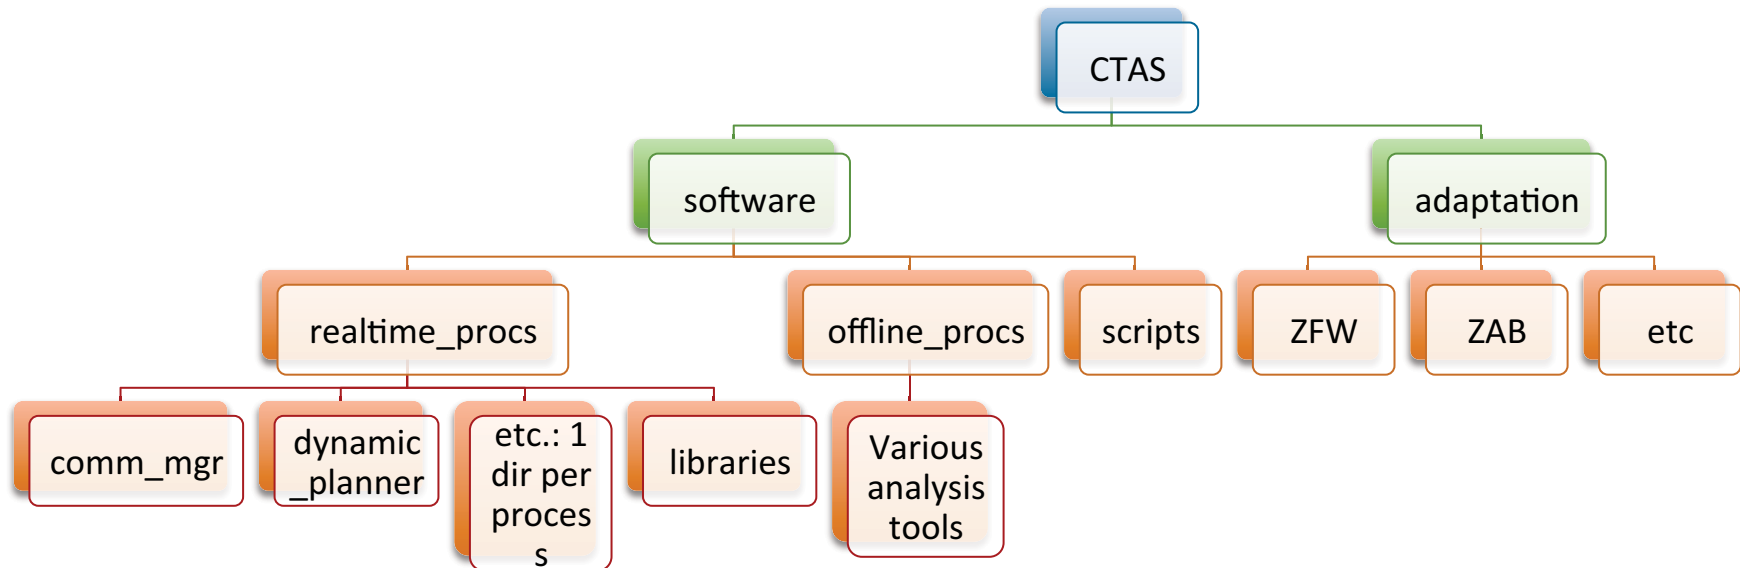 CTAS
software
adaptation
realtime_procs
offline_procs
scripts
ZFW
ZAB
etc
comm_mgr
dynamic
_planner
etc.: 1
dir per
proces
s
libraries
Various
analysis
tools